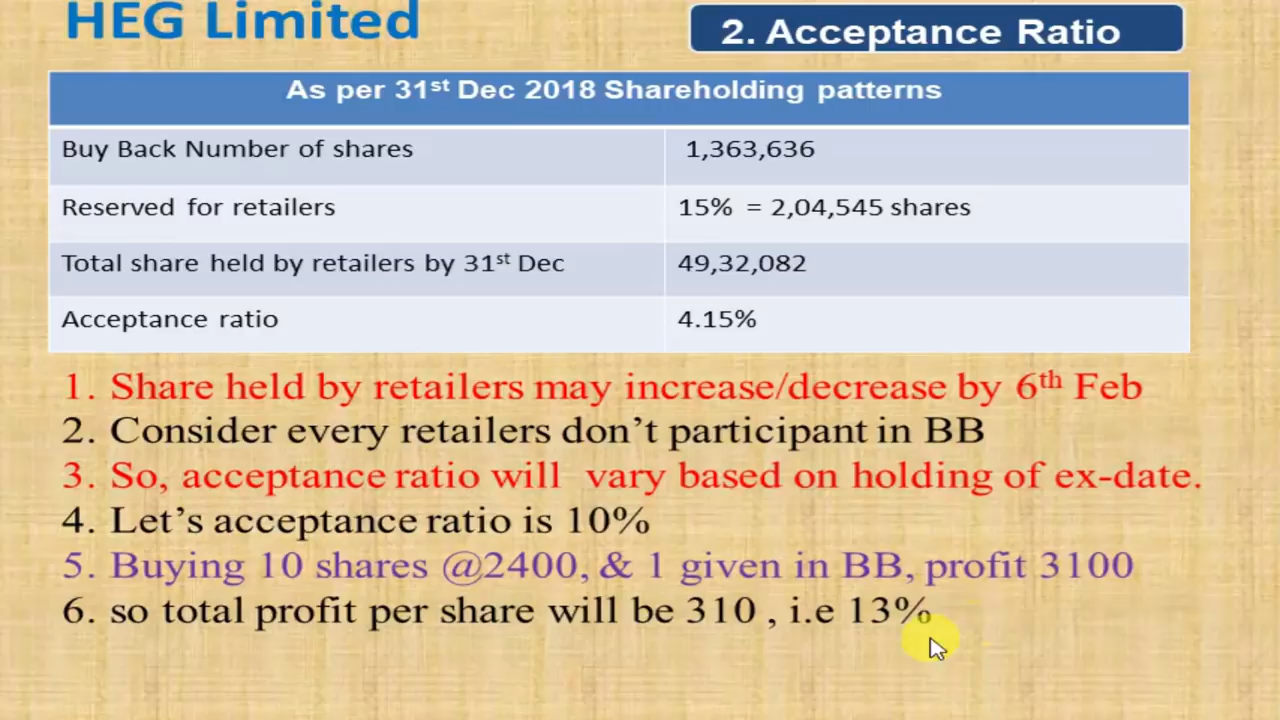 HEG Limited
2. Acceptance Ratio
As per 31st Dec 2018 Shareholding patterns
Buy Back Number of shares 1,363,636
Reserved for retailers 15% = 2,04,545 shares
Total share held by retailers by 31st Dec 49,32,082
Acceptance ratio 4.15%
1. Share held by retailers may increase/decrease by 6th Feb
2. Consider every retailers don't participant in BB
3. So, acceptance ratio will vary based on holding of ex-date.
4. Let's acceptance ratio is 10%
5. Buying 10 shares @2400, & 1 given in BB, profit 3100
6. so total profit per share will be 310 , i.e 13%